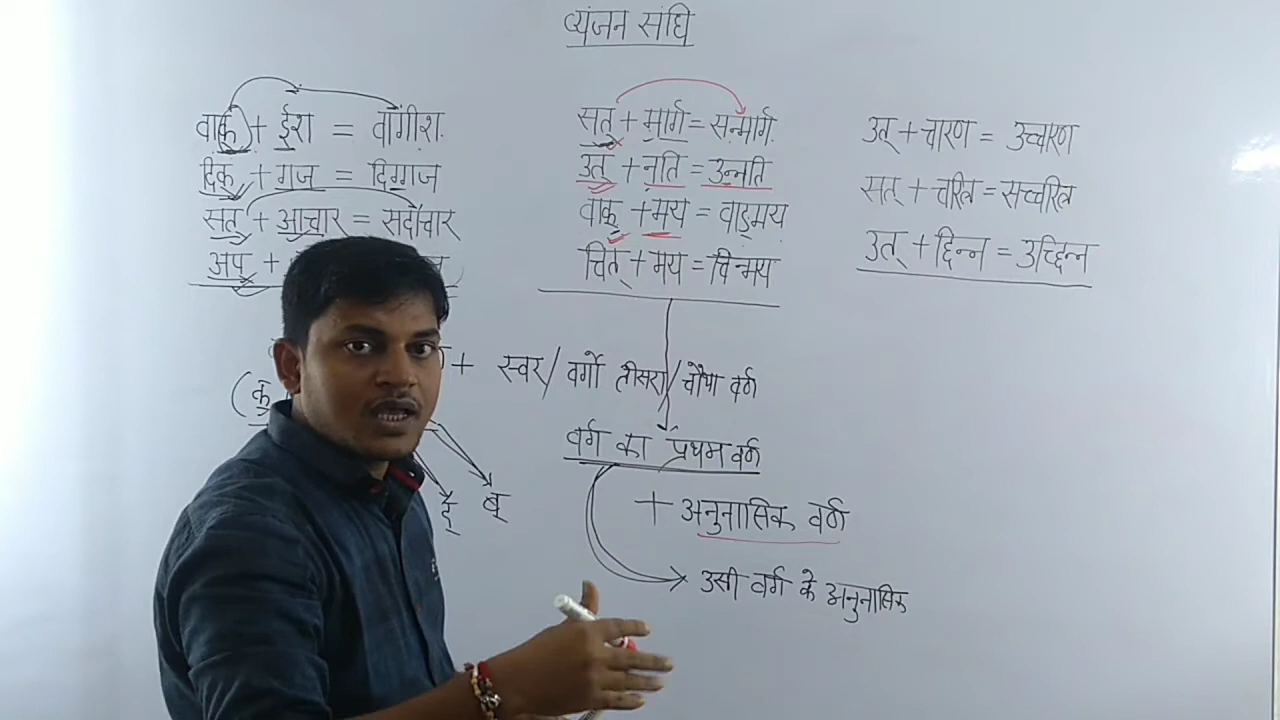 व्यंजन संधि
वाक् + ईश = वागीश
दिक् + गज = दिग्गज
सत् + आचार = सदाचार
अप् +
सत् + मार्ग = सन्मार्ग
उत् + नति = उन्नति
वाक् + मय = वाङ्मय
चित् + मय = चिन्मय
उत् + चारण = उच्चारण
सत् + चरित्र = सच्चरित्र
उत् + छिन्न = उच्छिन्न
+ स्वर / वर्गो तीसरा / चौथा वर्ण
(क्
द् ब्
वर्ग का प्रथम वर्ण
+ अनुनासिक वर्ण
उसी वर्ग के अनुनासिक